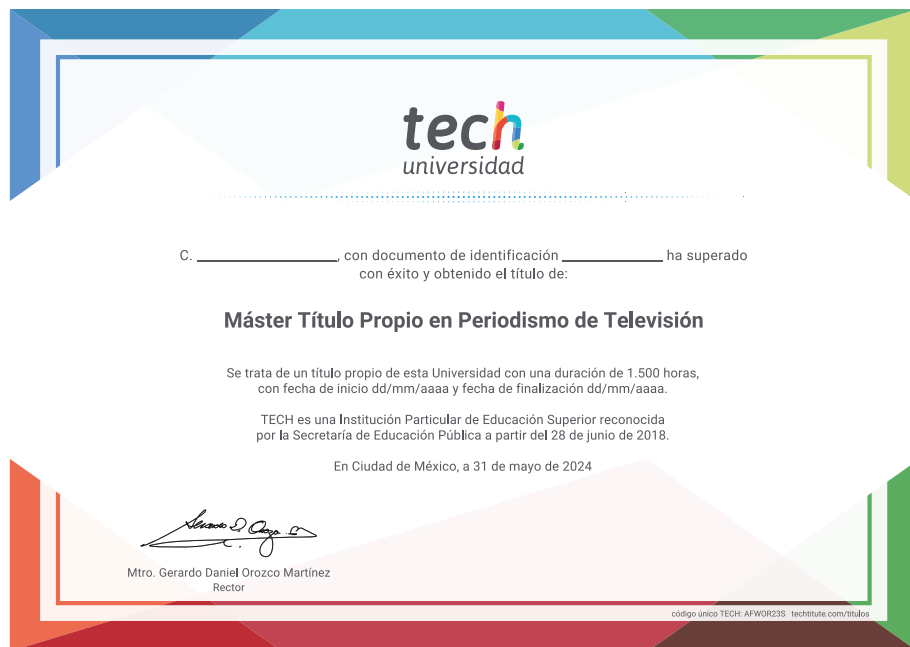 tech
universidad
C. ____________________, con documento de identificación ______________ ha superado
con éxito y obtenido el título de:
Máster Título Propio en Periodismo de Televisión
Se trata de un título propio de esta Universidad con una duración de 1.500 horas,
con fecha de inicio dd/mm/aaaa y fecha de finalización dd/mm/aaaa.
TECH es una Institución Particular de Educación Superior reconocida
por la Secretaría de Educación Pública a partir del 28 de junio de 2018.
En Ciudad de México, a 31 de mayo de 2024
Mtro. Gerardo Daniel Orozco Martínez
Rector
código único TECH: AFWOR23S techtitute.com/titulos